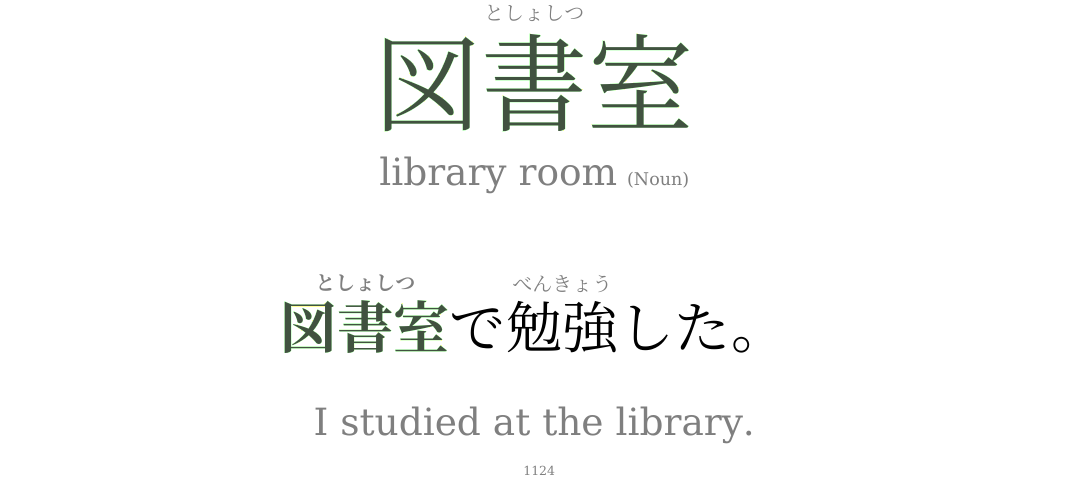 としょしつ
図書室
library room (Noun)
としょしつ べんきょう
図書室で勉強した。
I studied at the library.
1124